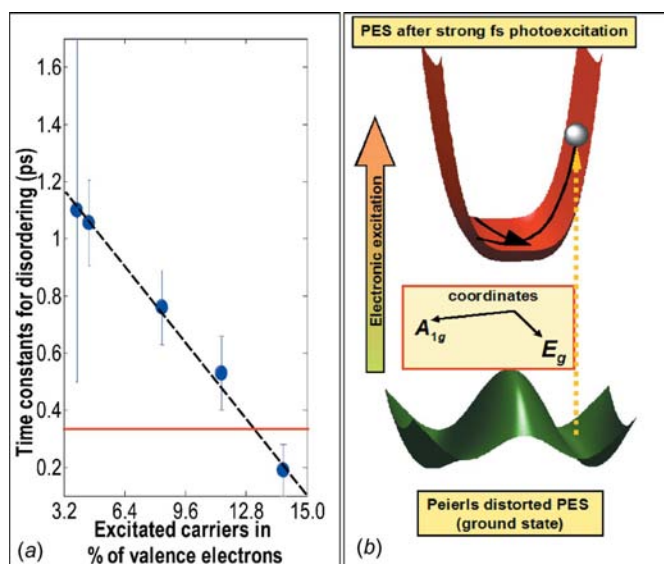 1.6
1.4
1.2
1
0.8
0.6
0.4
0.2
Time constants for disordering (ps)
3.2 6.4 9.6 12.8 15.0
Excitated carriers in
% of valence electrons
(a)
PES after strong fs photoexcitation
Electronic excitation
coordinates
A1g
Eg
Peierls distorted PES
(ground state)
(b)